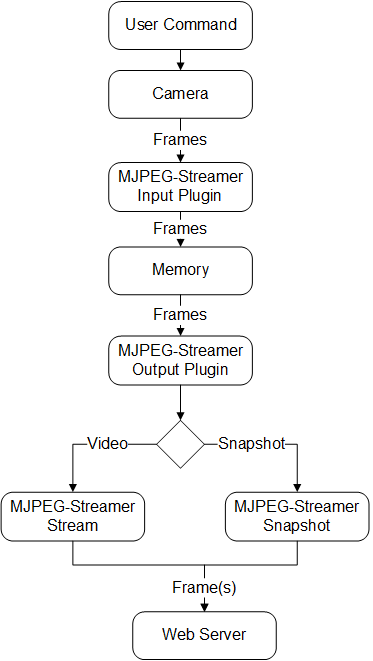 User Command
Camera
Frames
MJPEG-Streamer
Input Plugin
Frames
Memory
Frames
MJPEG-Streamer
Output Plugin
Video
Snapshot
MJPEG-Streamer
Stream
MJPEG-Streamer
Snapshot
Frame(s)
Web Server